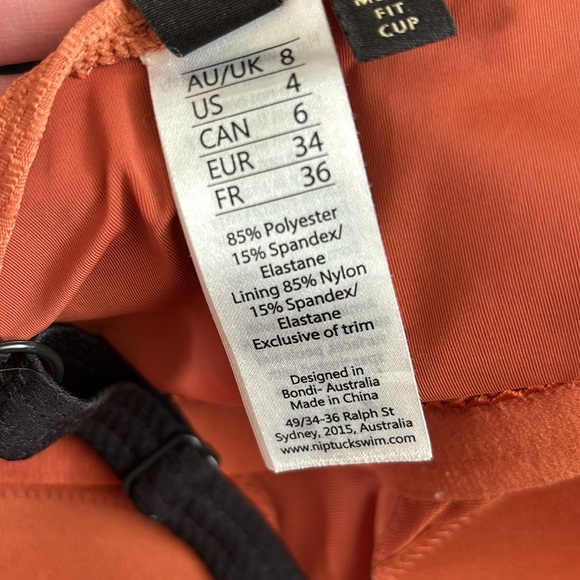 FIT
CUP
AU/UK 8
US 4
CAN 6
EUR 34
FR 36
85% Polyester
15% Spandex/
Elastane
Lining 85% Nylon
15% Spandex/
Elastane
Exclusive of trim
Designed in
Bondi- Australia
Made in China
49/34-36 Ralph St
Sydney, 2015, Australia
www.niptuckswim.com